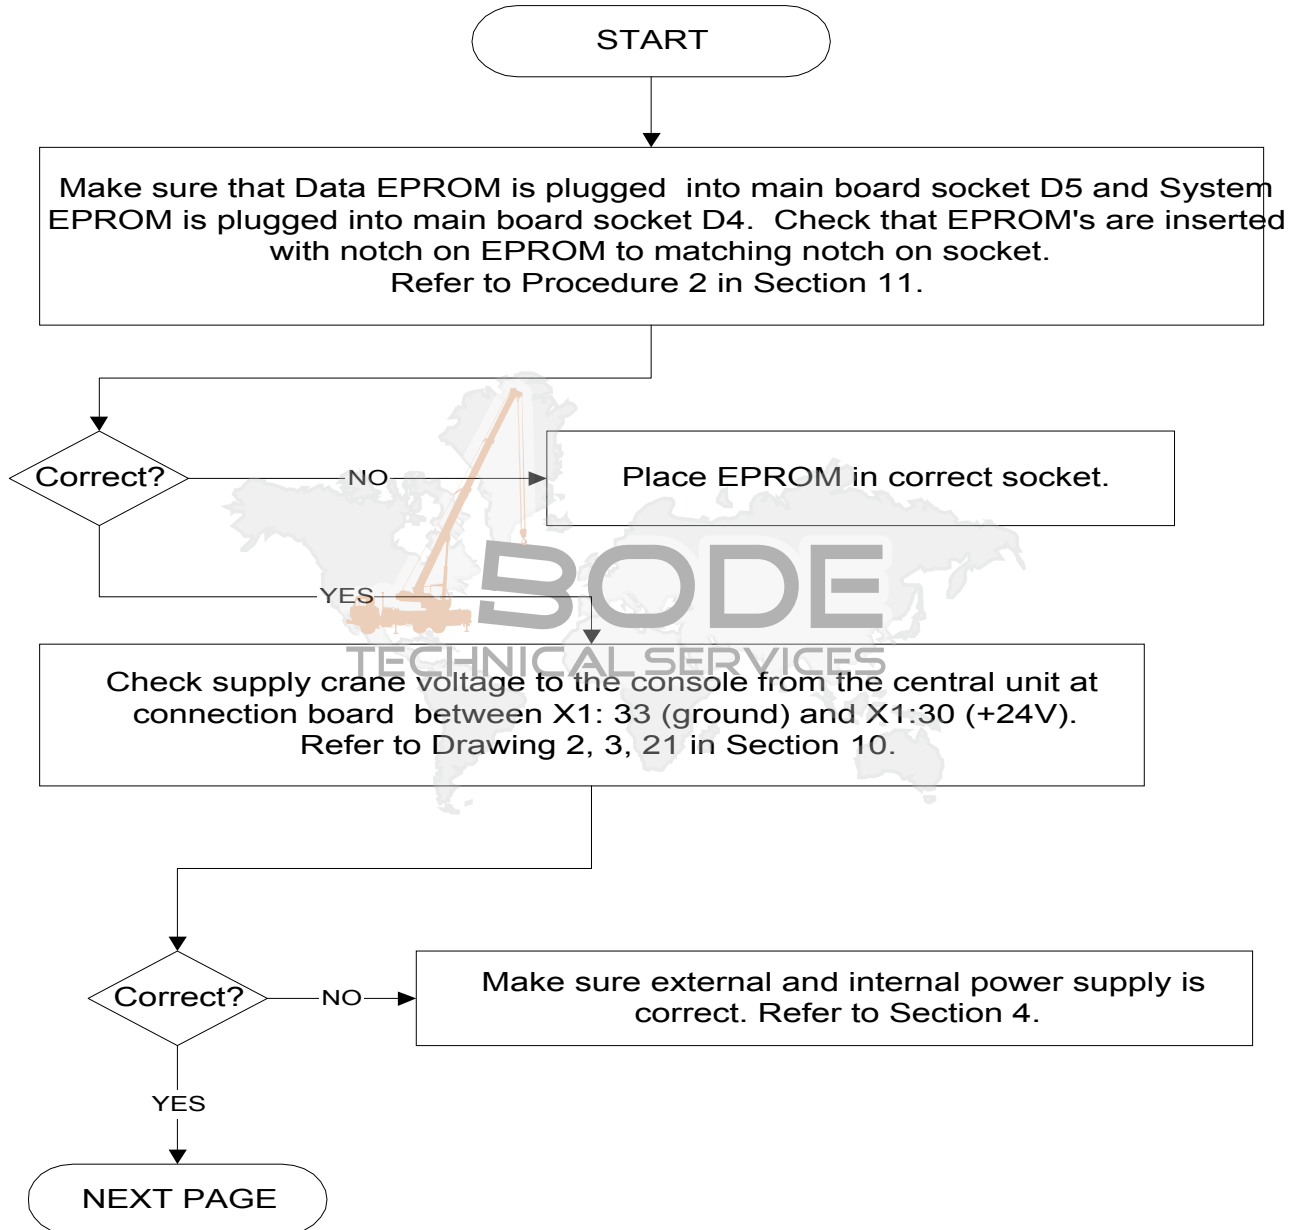 START
Make sure that Data EPROM is plugged  into main board socket D5 and System
EPROM is plugged into main board socket D4.  Check that EPROM's are inserted
with notch on EPROM to matching notch on socket.
Refer to Procedure 2 in Section 11.
Correct?
NO
Place EPROM in correct socket.
YES
BODE
TECHNICAL SERVICES
Check supply crane voltage to the console from the central unit at
connection board  between X1: 33 (ground) and X1:30 (+24V).
Refer to Drawing 2, 3, 21 in Section 10.
Correct?
NO
Make sure external and internal power supply is
correct. Refer to Section 4.
YES
NEXT PAGE